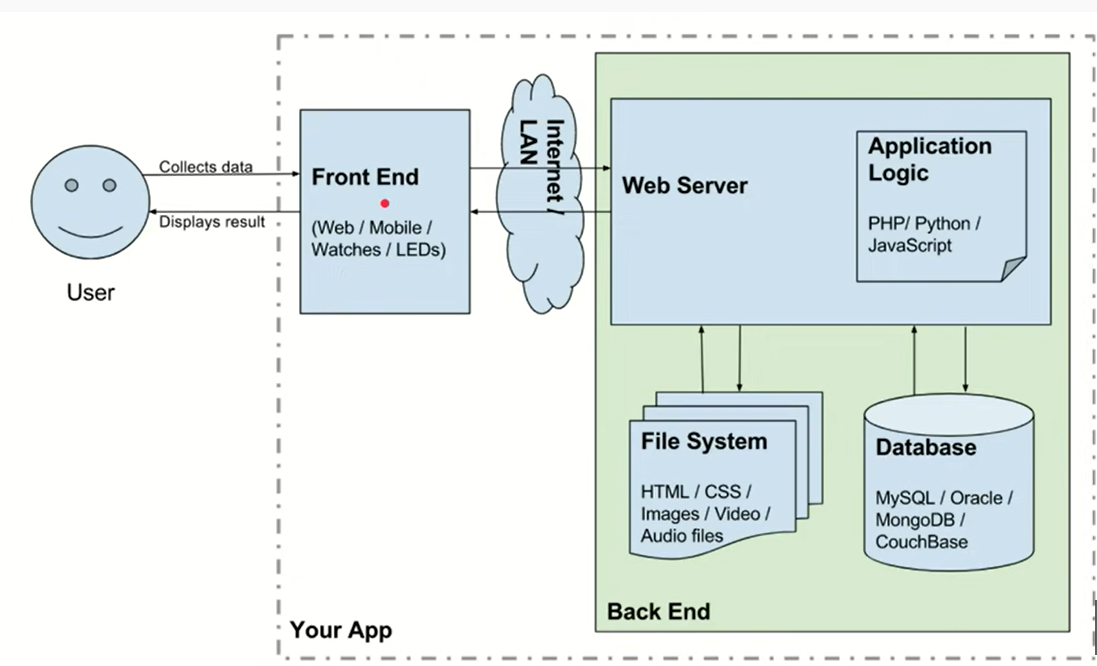 Collects data
Displays result
User
Front End
(Web / Mobile /
Watches / LEDs)
Internet /
LAN
Web Server
Application
Logic
PHP/ Python /
JavaScript
File System
HTML / CSS /
Images / Video /
Audio files
Database
MySQL / Oracle /
MongoDB /
CouchBase
Back End
Your App